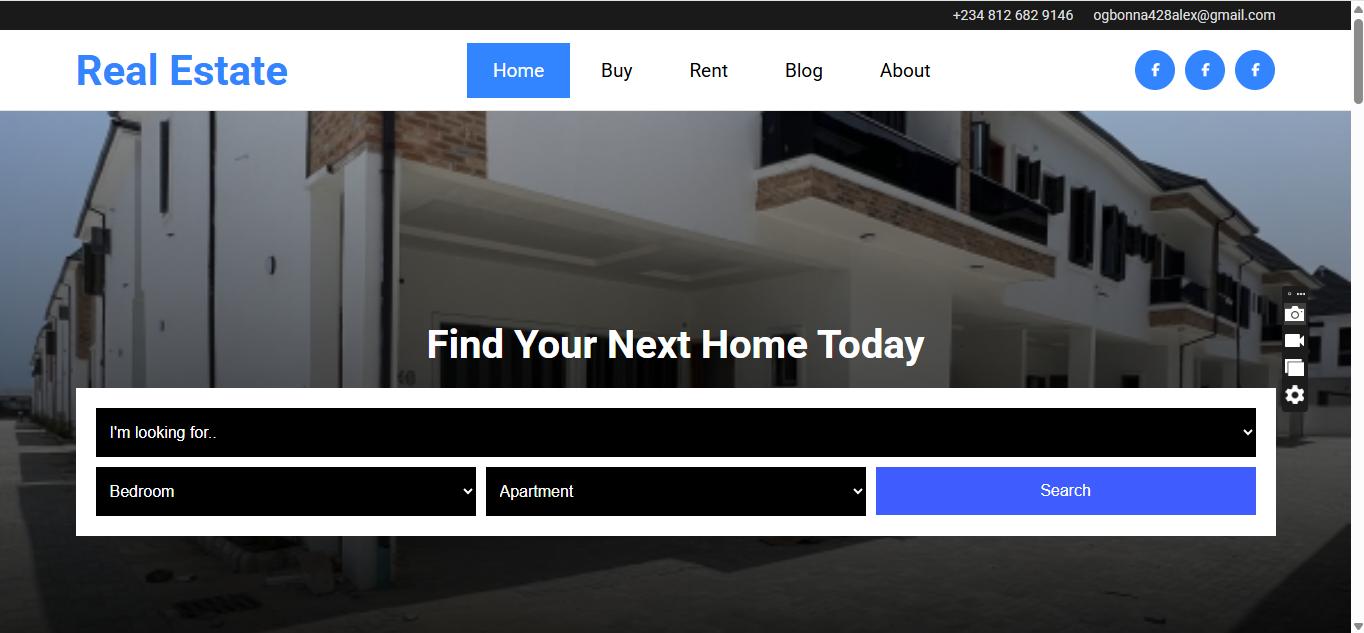 +234 812 682 9146 ogbonna428alex@gmail.com
Real Estate Home Buy Rent Blog About
Find Your Next Home Today
I'm looking for..
Bedroom Apartment Search